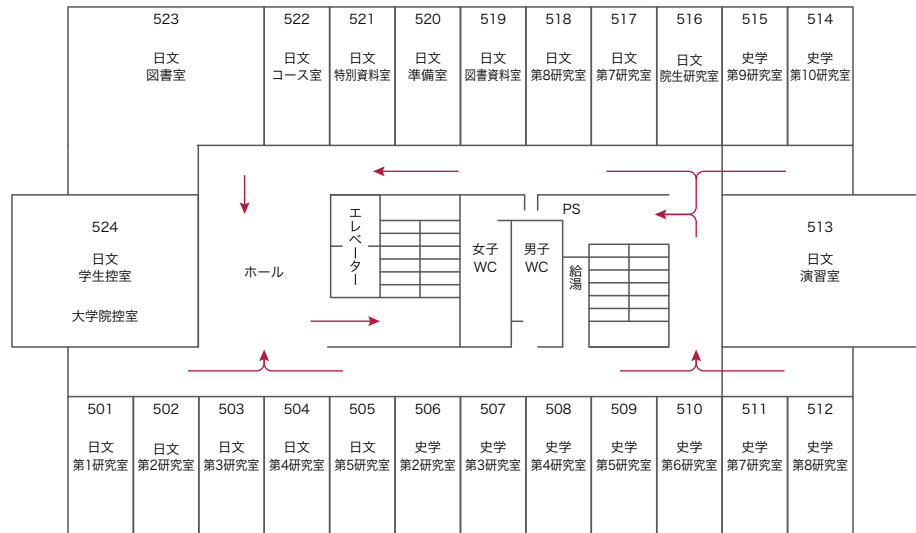 523
日文
図書室
522
日文
コース室
521
日文
特別資料室
520
日文
準備室
519
日文
図書資料室
518
日文
第8研究室
517
日文
第7研究室
516
日文
院生研究室
515
史学
第9研究室
514
史学
第10研究室
524
日文
学生控室
大学院控室
ホール
エレベーター
女子
WC
男子
WC
PS
給湯
513
日文
演習室
501
日文
第1研究室
502
日文
第2研究室
503
日文
第3研究室
504
日文
第4研究室
505
日文
第5研究室
506
史学
第2研究室
507
史学
第3研究室
508
史学
第4研究室
509
史学
第5研究室
510
史学
第6研究室
511
史学
第7研究室
512
史学
第8研究室